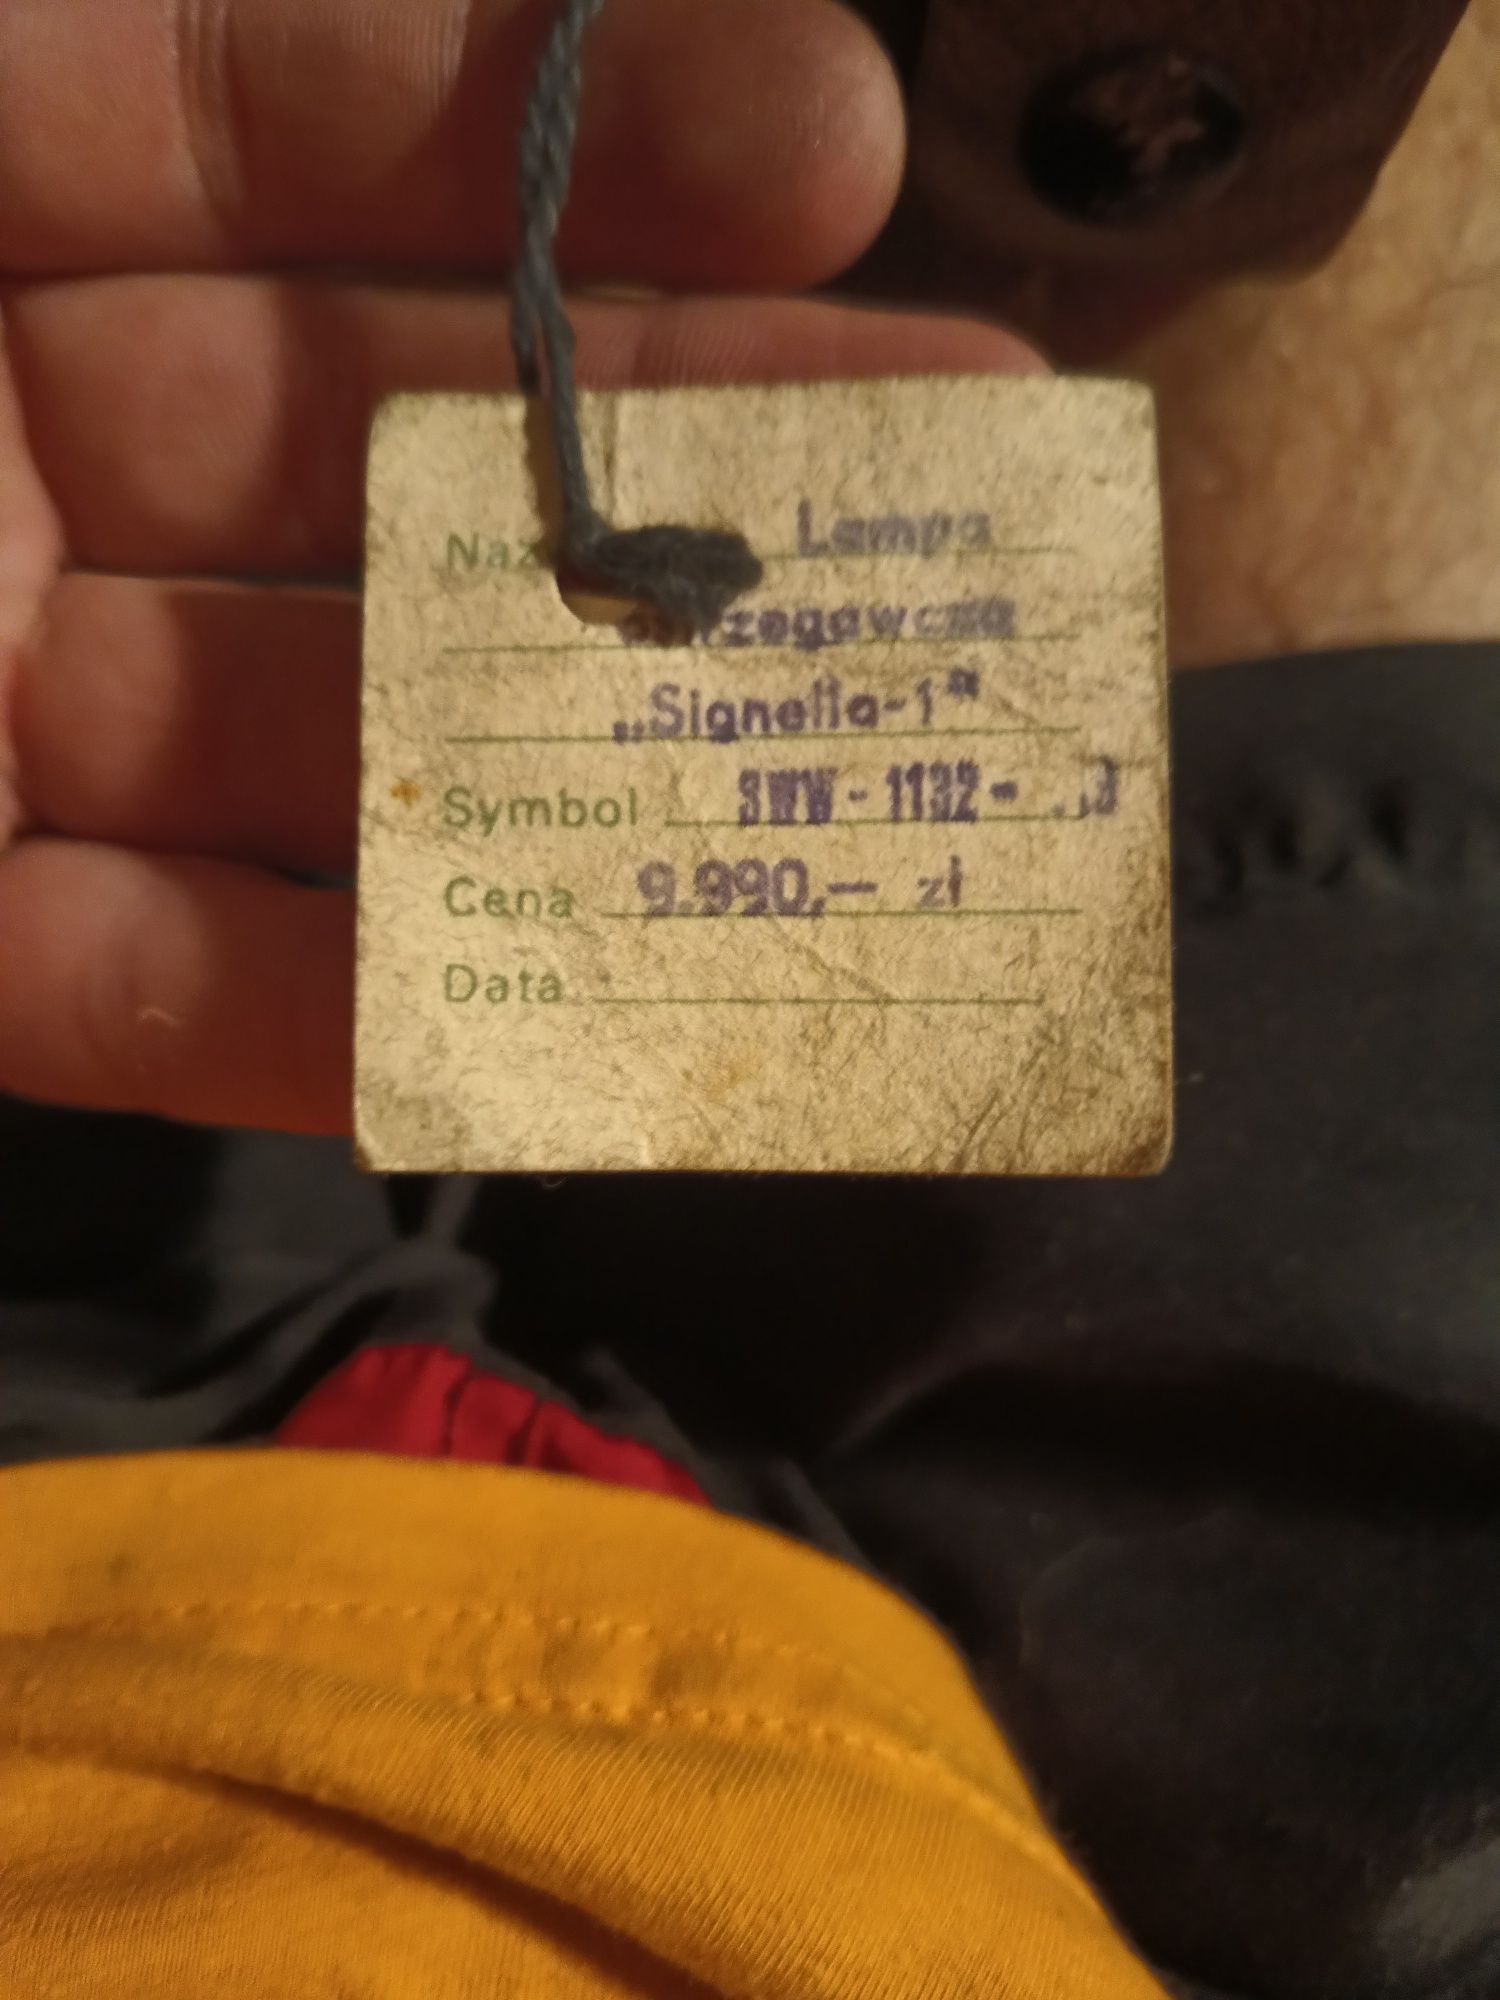 Naz Lampa
ostrzegawcza
„Signella-1"
Symbol SWW - 1132 -
Cena 9.990,— zł
Data